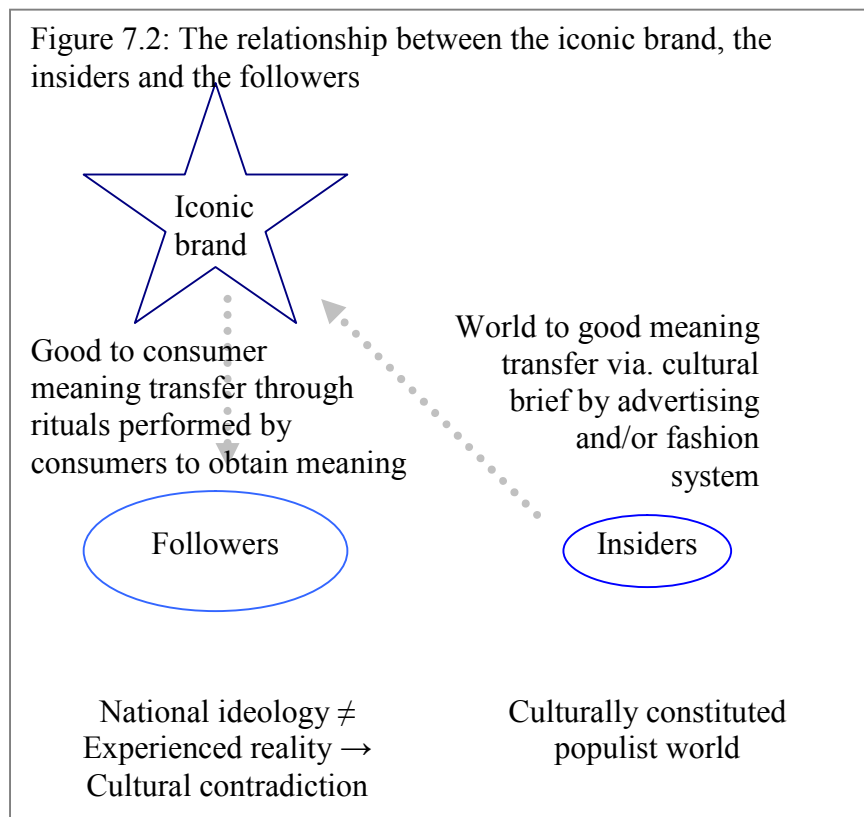 Figure 7.2: The relationship between the iconic brand, the
insiders and the followers
Iconic
brand
Good to consumer
meaning transfer through
rituals performed by
consumers to obtain meaning
World to good meaning
transfer via. cultural
brief by advertising
and/or fashion
system
Followers
Insiders
National ideology ≠
Experienced reality →
Cultural contradiction
Culturally constituted
populist world